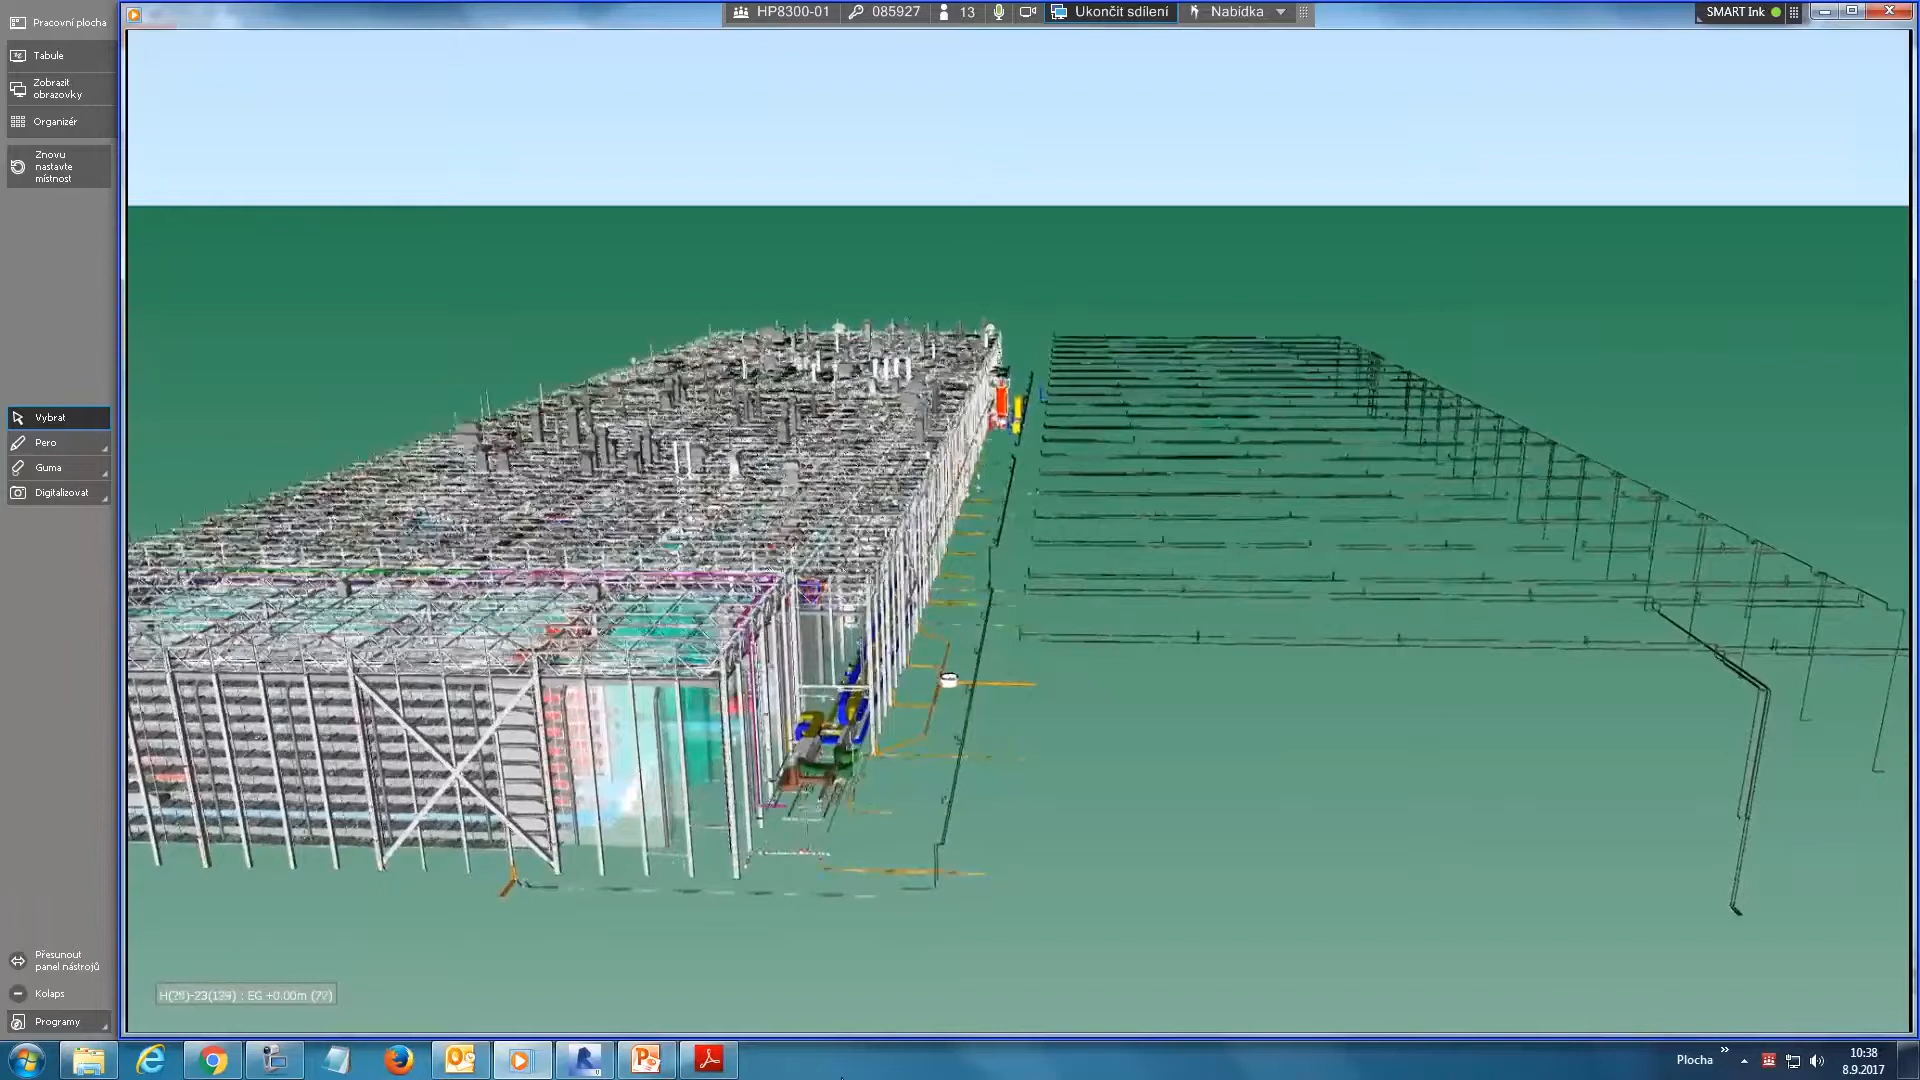 Pracovní plocha
HP8300-01
085927
13
Ukončit sdílení
Nabídka
SMART Ink
Tabule
Zobrazit
obrazovky
Organizér
Znovu
nastavte
místnost
Vybrat
Pero
Guma
Digitalizovat
Přesunout
panel nástrojů
Kolaps
Programy
: EG +0.00m
Plocha
10:38
8.9.2017